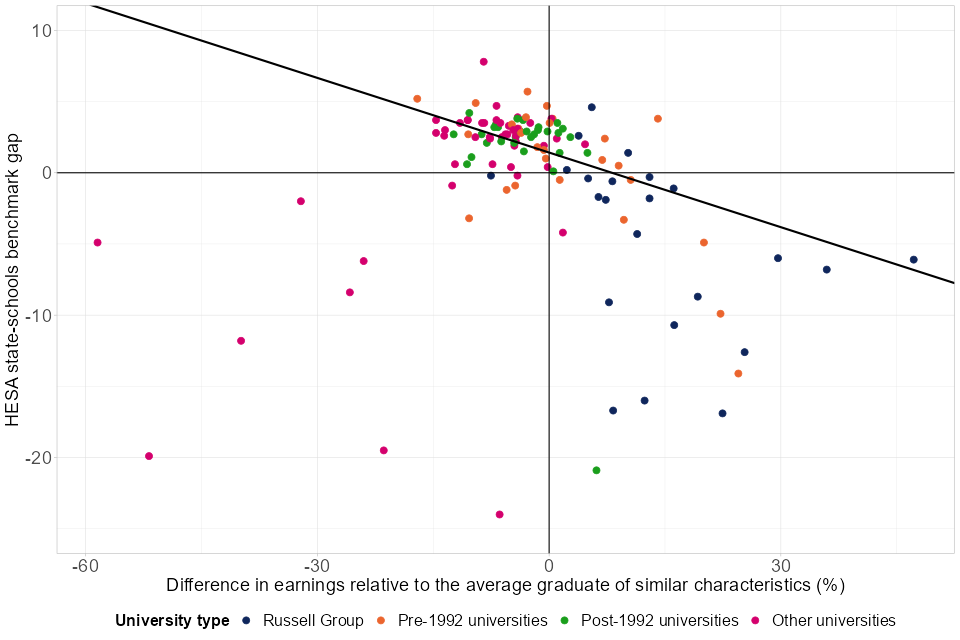 HESA state-schools benchmark gap
10
0
-10
-20
-60
-30
0
30
Difference in earnings relative to the average graduate of similar characteristics (%)
University type Russell Group Pre-1992 universities Post-1992 universities Other universities